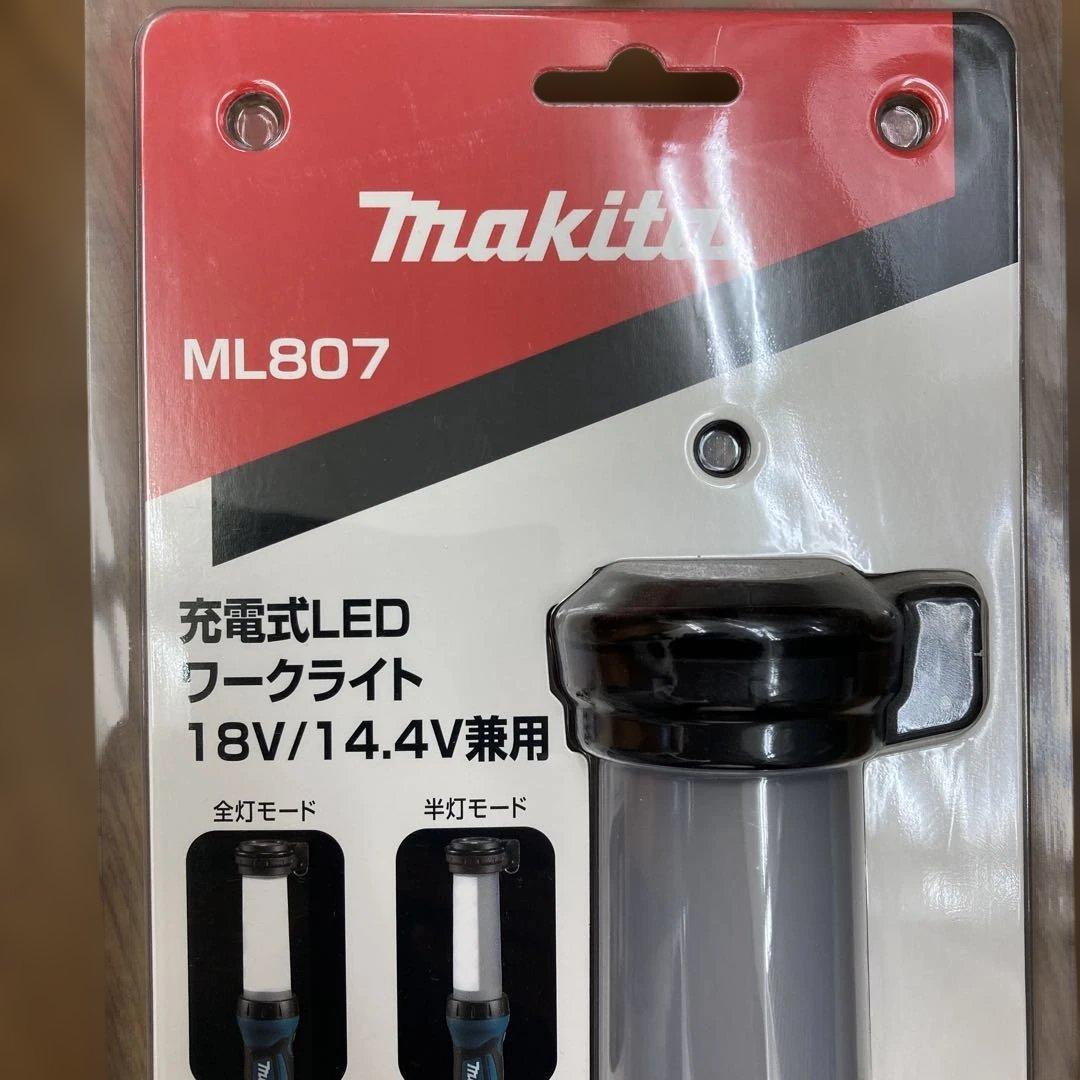 makita
ML807
充電式LED
ワークライト
18V/14.4V兼用
全灯モード
半灯モード